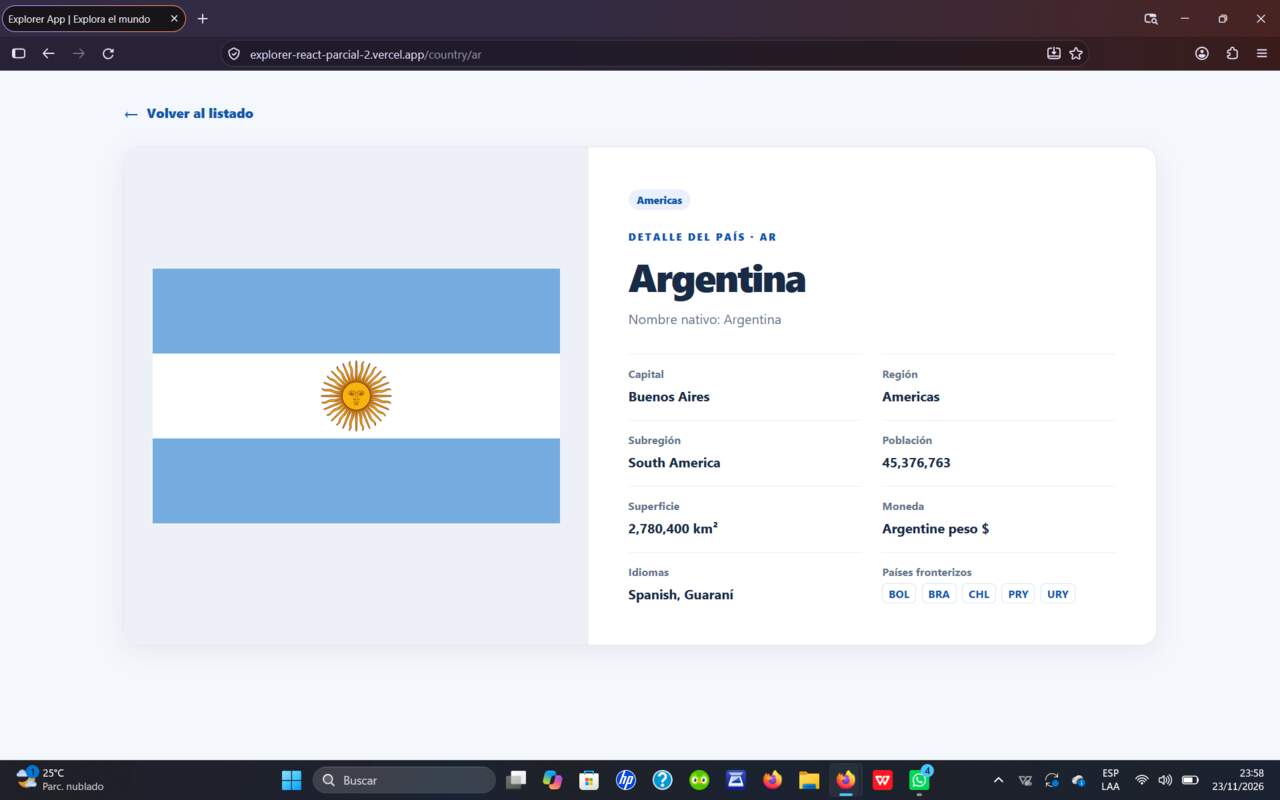 Explorer App | Explora el mundo
explorer-react-parcial-2.vercel.app/country/ar
← Volver al listado
Americas
DETALLE DEL PAÍS · AR
Argentina
Nombre nativo: Argentina
Capital
Buenos Aires
Región
Americas
Subregión
South America
Población
45,376,763
Superficie
2,780,400 km²
Moneda
Argentine peso $
Idiomas
Spanish, Guaraní
Países fronterizos
BOL BRA CHL PRY URY
1
25°C
Parc. nublado
Buscar
hp
?
W
4
ESP
LAA
23:58
23/11/2026